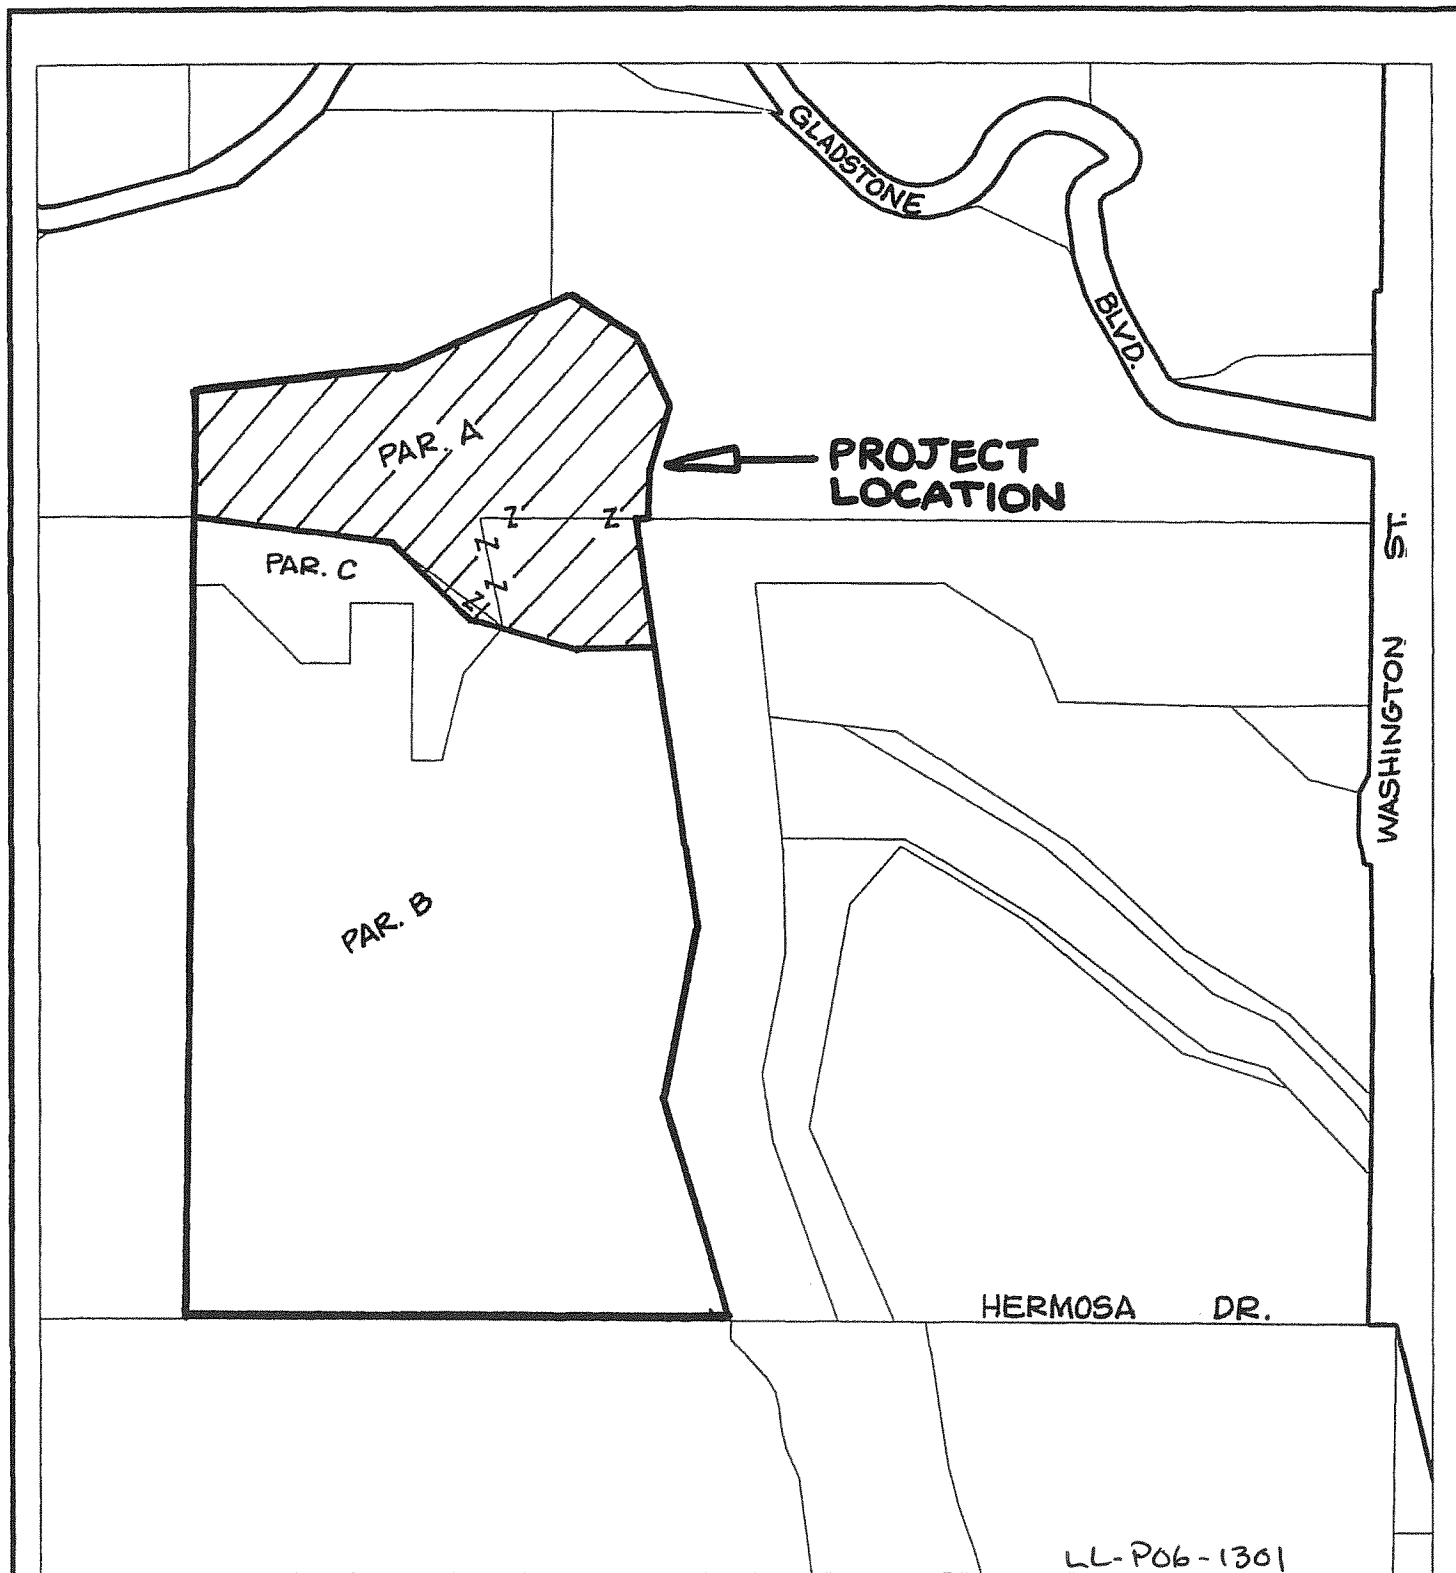 GLADSTONE
BLVD.
PAR. A
PROJECT
LOCATION
Z
Z
Z
Z
Z
PAR. C
WASHINGTON ST.
PAR. B
HERMOSA DR.
LL-P06-1301